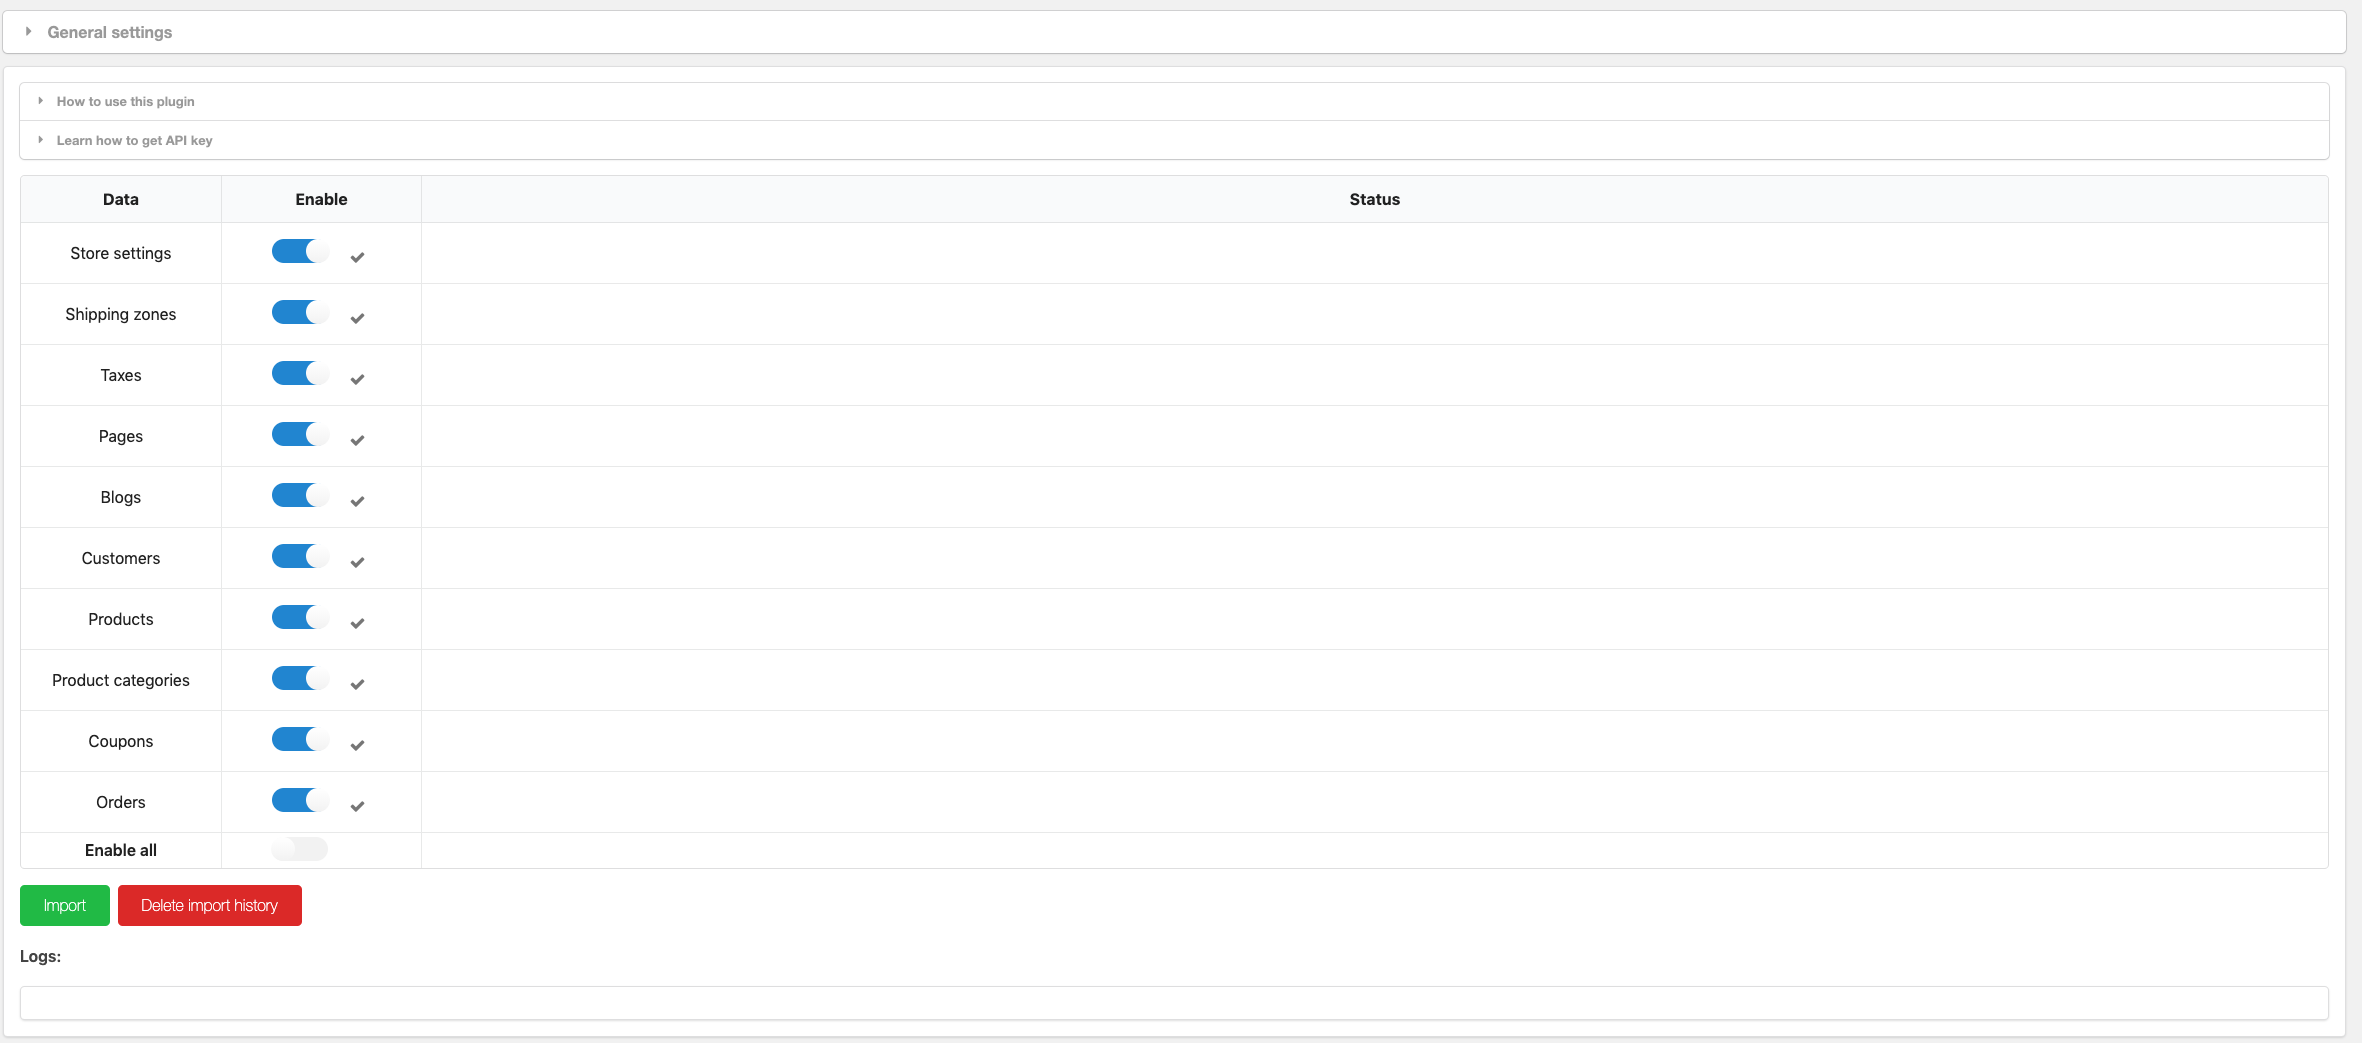 General settings
How to use this plugin
Learn how to get API key
Data Enable Status
Store settings
Shipping zones
Taxes
Pages
Blogs
Customers
Products
Product categories
Coupons
Orders
Enable all
Import Delete import history
Logs: